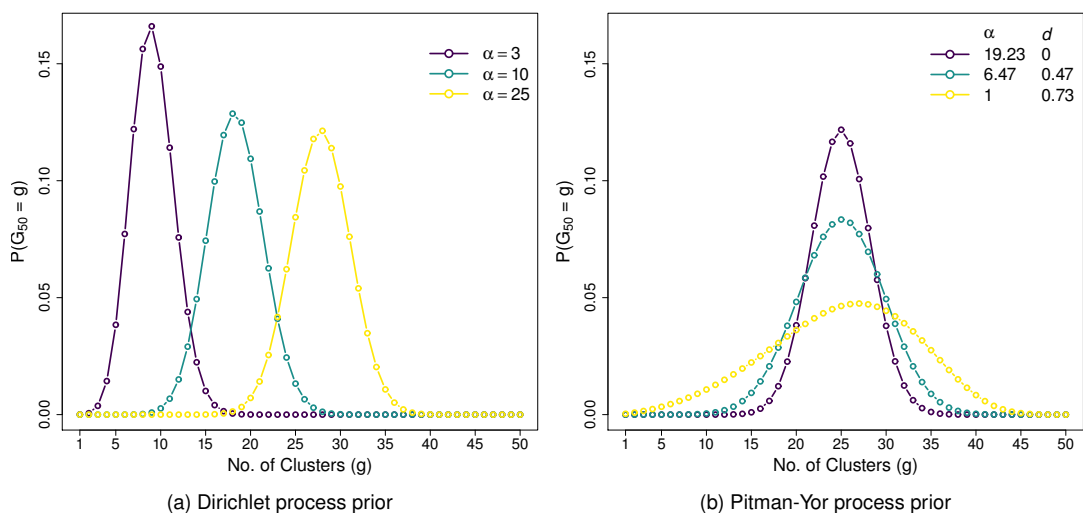 P(G50 = g)
0.00
0.05
0.10
0.15
α = 3
α = 10
α = 25
1 5 10 15 20 25 30 35 40 45 50
No. of Clusters (g)
(a) Dirichlet process prior
P(G50 = g)
0.00
0.05
0.10
0.15
α d
19.23 0
6.47 0.47
1 0.73
1 5 10 15 20 25 30 35 40 45 50
No. of Clusters (g)
(b) Pitman-Yor process prior